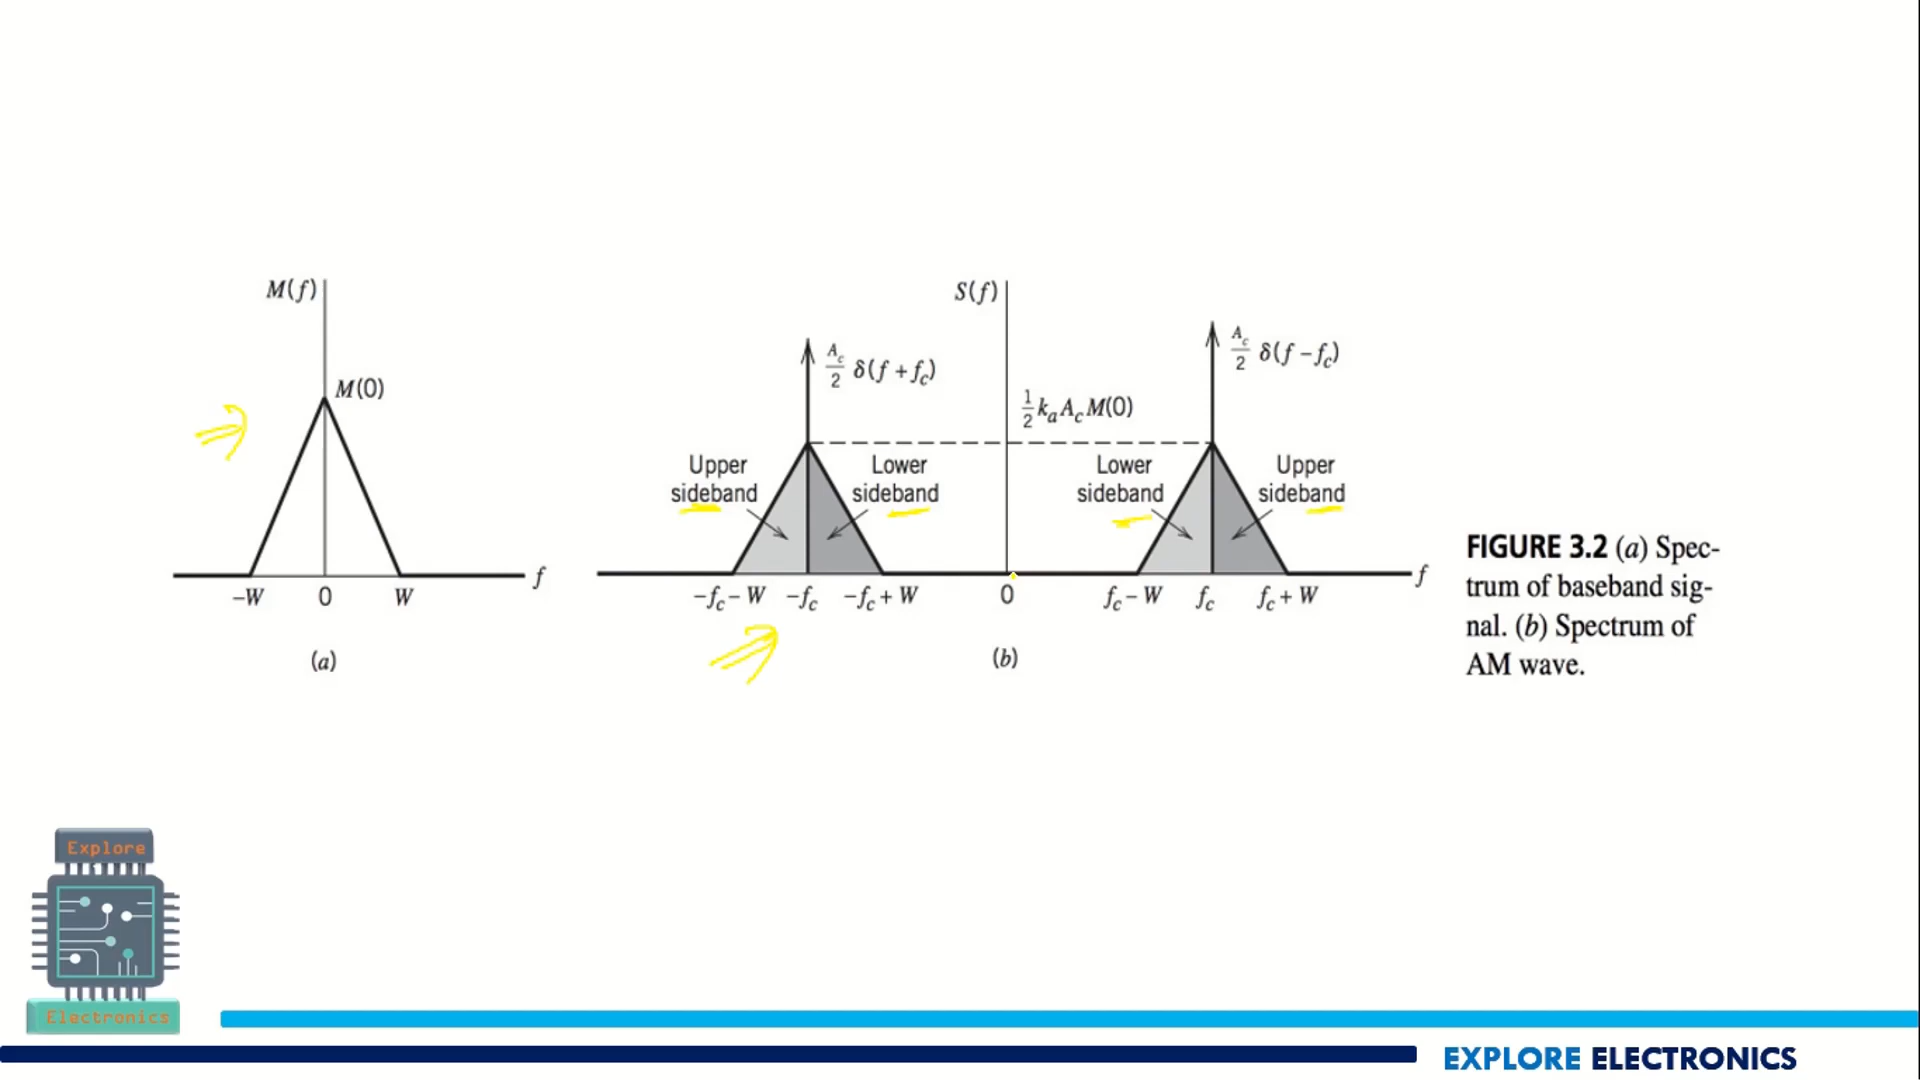 M(f)
M(0)
−W 0 W f
(a)
S(f)
A_c/2 δ(f + f_c)
A_c/2 δ(f − f_c)
1/2 k_a A_c M(0)
Upper sideband
Lower sideband
Lower sideband
Upper sideband
−f_c − W −f_c −f_c + W 0 f_c − W f_c f_c + W f
(b)
FIGURE 3.2 (a) Spec-
trum of baseband sig-
nal. (b) Spectrum of
AM wave.
Explore
Electronics
EXPLORE ELECTRONICS